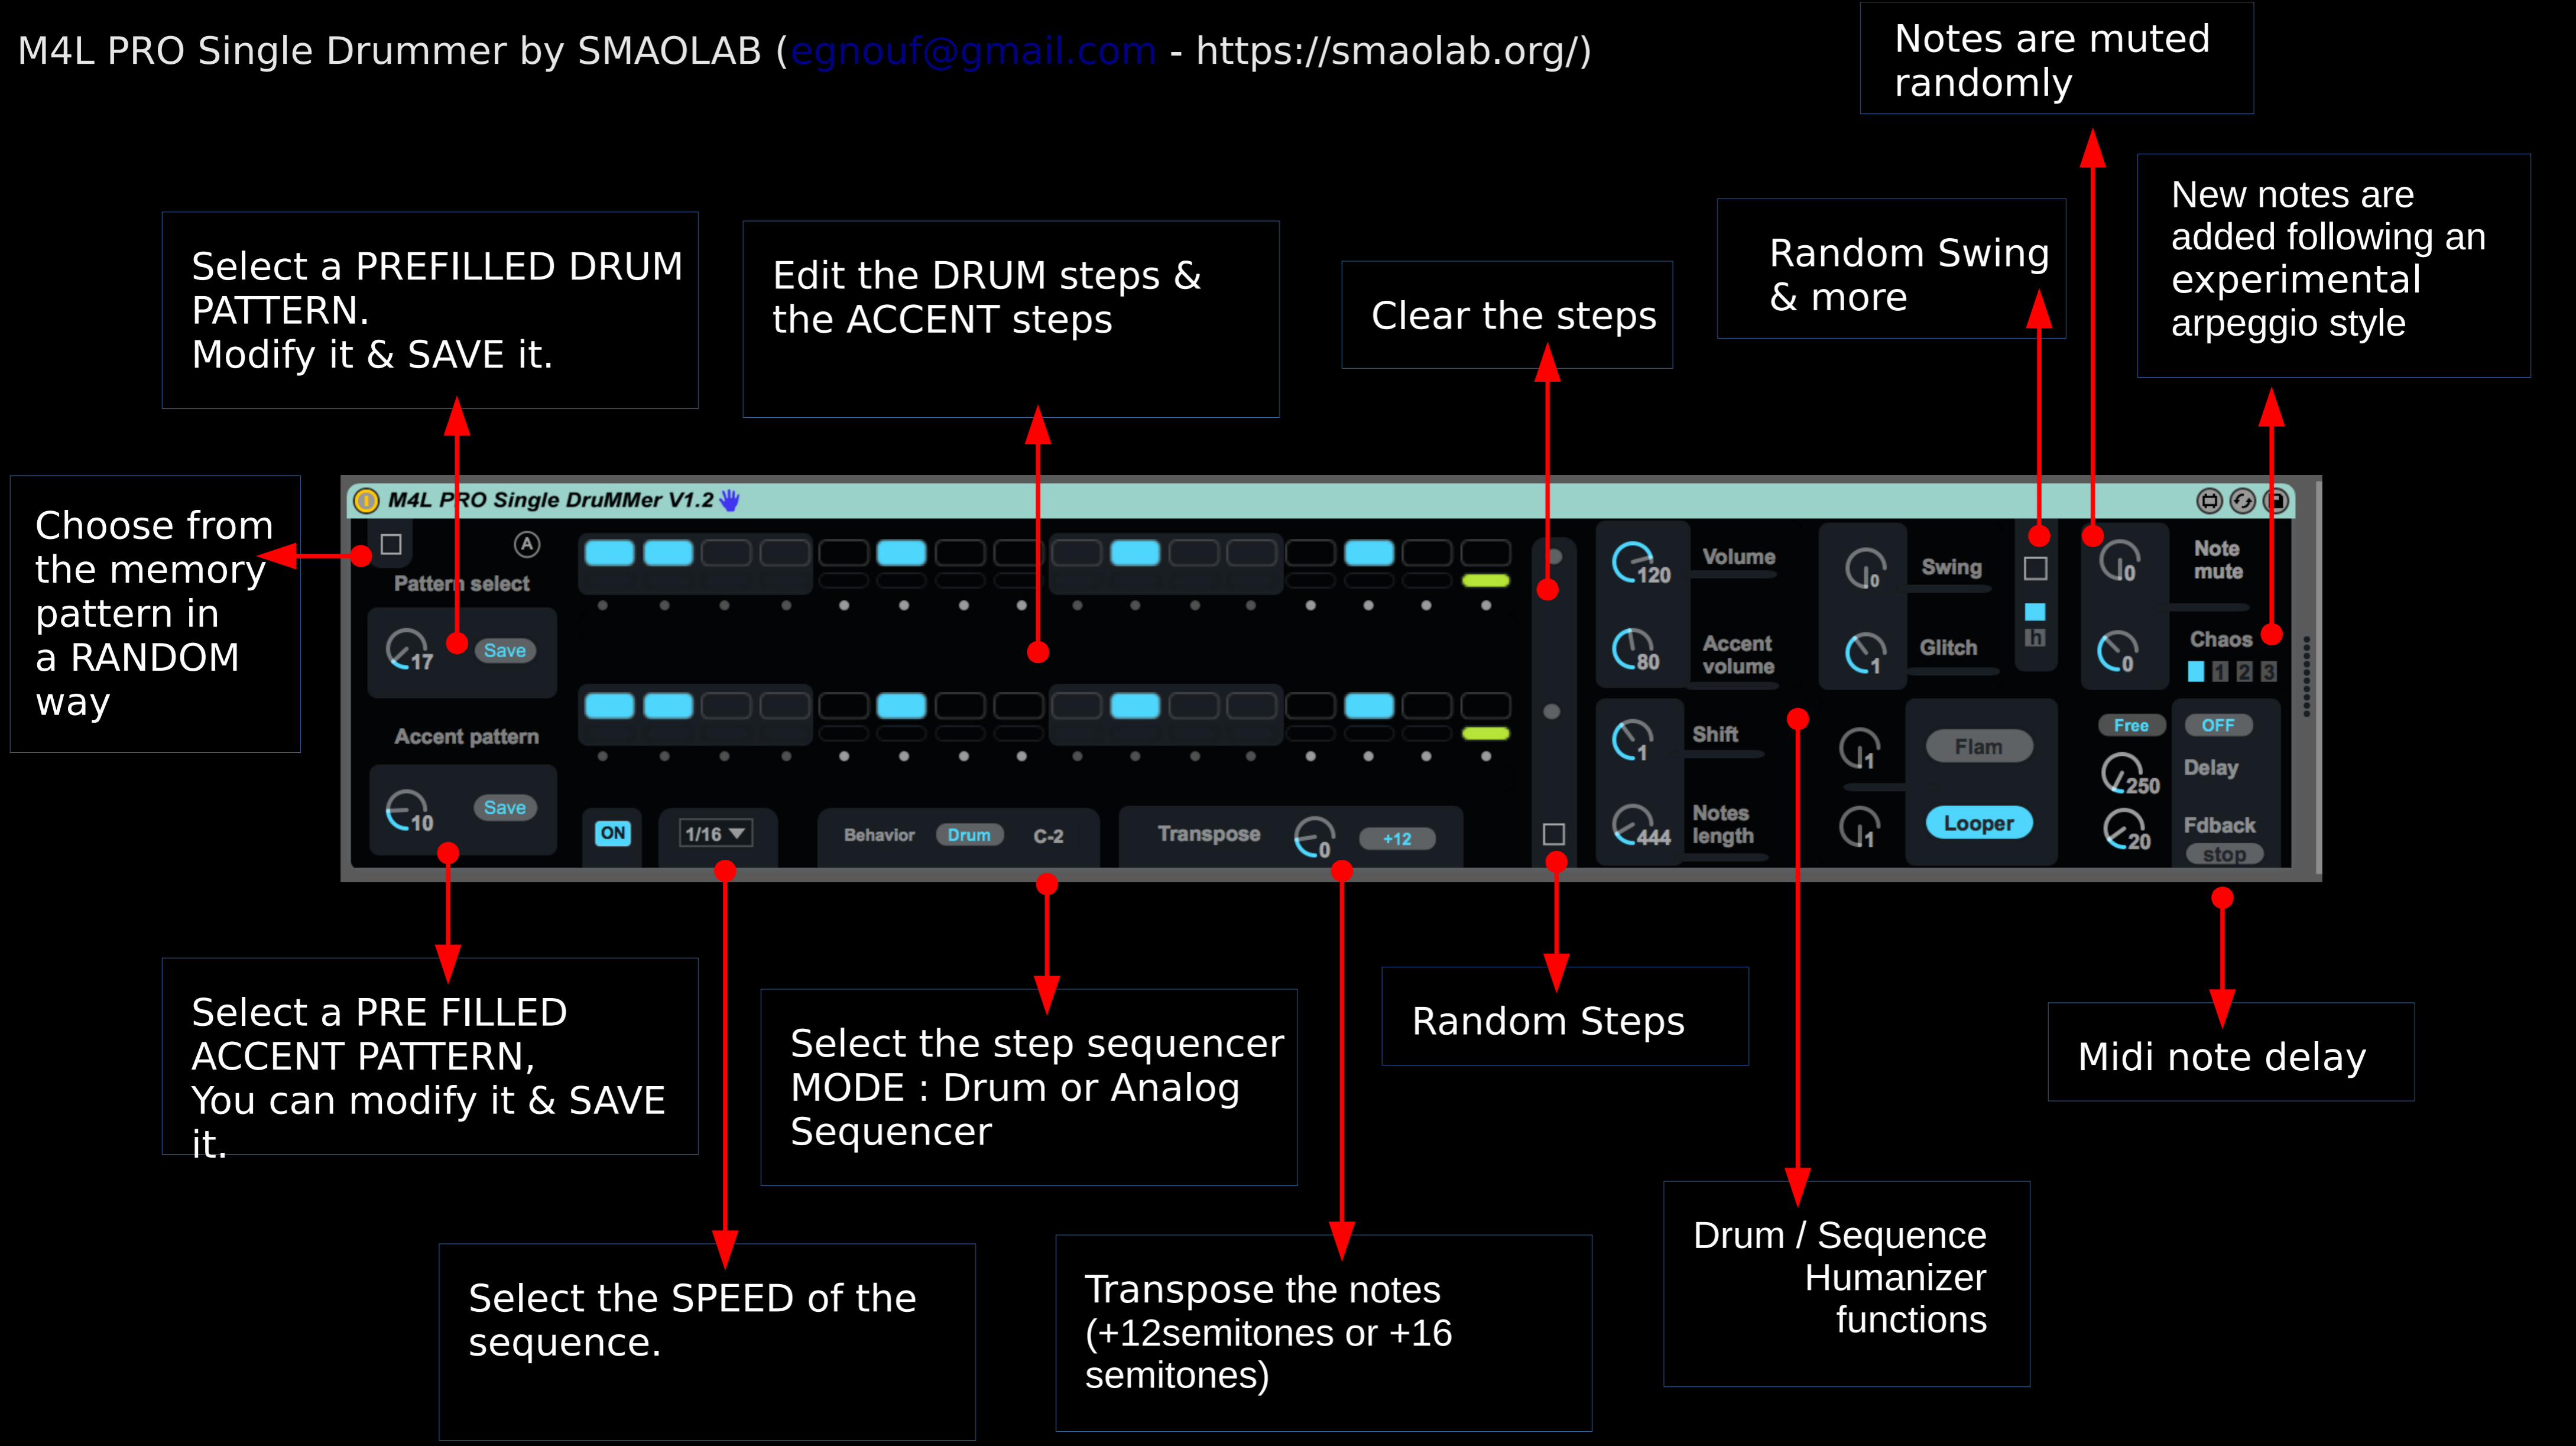 M4L PRO Single Drummer by SMAOLAB (egnouf@gmail.com - https://smaolab.org/)
Notes are muted
randomly
New notes are
added following an
experimental
arpeggio style
Random Swing
& more
Select a PREFILLED DRUM
PATTERN.
Modify it & SAVE it.
Edit the DRUM steps &
the ACCENT steps
Clear the steps
Choose from
the memory
pattern in
a RANDOM
way
M4L PRO Single DruMMer V1.2
A
Pattern select
17
Save
Accent pattern
10
Save
ON
1/16
Behavior
Drum
C-2
Transpose
0
+12
120
Volume
80
Accent
volume
1
Shift
444
Notes
length
0
Swing
1
Glitch
h
1
Flam
1
Looper
0
Note
mute
0
Chaos
1 2 3
Free
OFF
250
Delay
20
Fdback
stop
Select a PRE FILLED
ACCENT PATTERN,
You can modify it & SAVE
it.
Select the step sequencer
MODE : Drum or Analog
Sequencer
Random Steps
Midi note delay
Select the SPEED of the
sequence.
Transpose the notes
(+12semitones or +16
semitones)
Drum / Sequence
Humanizer
functions